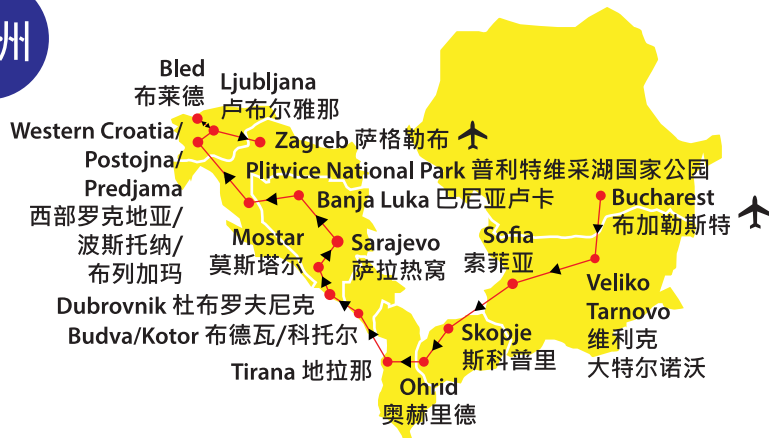 州
Bled
布莱德
Ljubljana
卢布尔雅那
Zagreb 萨格勒布
Western Croatia/
Postojna/
Predjama
西部罗克地亚/
波斯托纳/
布列加玛
Plitvice National Park 普利特维采湖国家公园
Banja Luka 巴尼亚卢卡
Bucharest
布加勒斯特
Mostar
莫斯塔尔
Sarajevo
萨拉热窝
Sofia
索菲亚
Veliko
Tarnovo
维利克
大特尔诺沃
Dubrovnik 杜布罗夫尼克
Budva/Kotor 布德瓦/科托尔
Skopje
斯科普里
Tirana 地拉那
Ohrid
奥赫里德